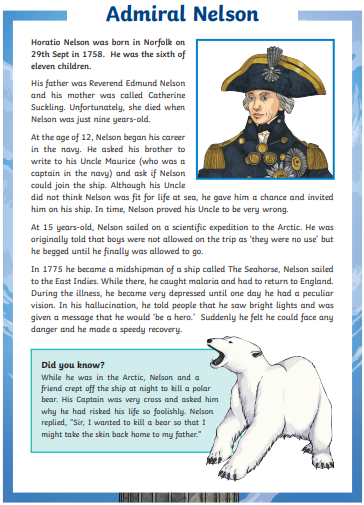 Admiral Nelson
Horatio Nelson was born in Norfolk on
29th Sept in 1758. He was the sixth of
eleven children.
His father was Reverend Edmund Nelson
and his mother was called Catherine
Suckling. Unfortunately, she died when
Nelson was just nine years-old.
At the age of 12, Nelson began his career
in the navy. He asked his brother to
write to his Uncle Maurice (who was a
captain in the navy) and ask if Nelson
could join the ship. Although his Uncle
did not think Nelson was fit for life at sea, he gave him a chance and invited
him on his ship. In time, Nelson proved his Uncle to be very wrong.
At 15 years-old, Nelson sailed on a scientific expedition to the Arctic. He was
originally told that boys were not allowed on the trip as ‘they were no use’ but
he begged until he finally was allowed to go.
In 1775 he became a midshipman of a ship called The Seahorse, Nelson sailed
to the East Indies. While there, he caught malaria and had to return to England.
During the illness, he became very depressed until one day he had a peculiar
vision. In his hallucination, he told people that he saw bright lights and was
given a message that he would ‘be a hero.’ Suddenly he felt he could face any
danger and he made a speedy recovery.
Did you know?
While he was in the Arctic, Nelson and a
friend crept off the ship at night to kill a polar
bear. His Captain was very cross and asked him
why he had risked his life so foolishly. Nelson
replied, “Sir, I wanted to kill a bear so that I
might take the skin back home to my father.”